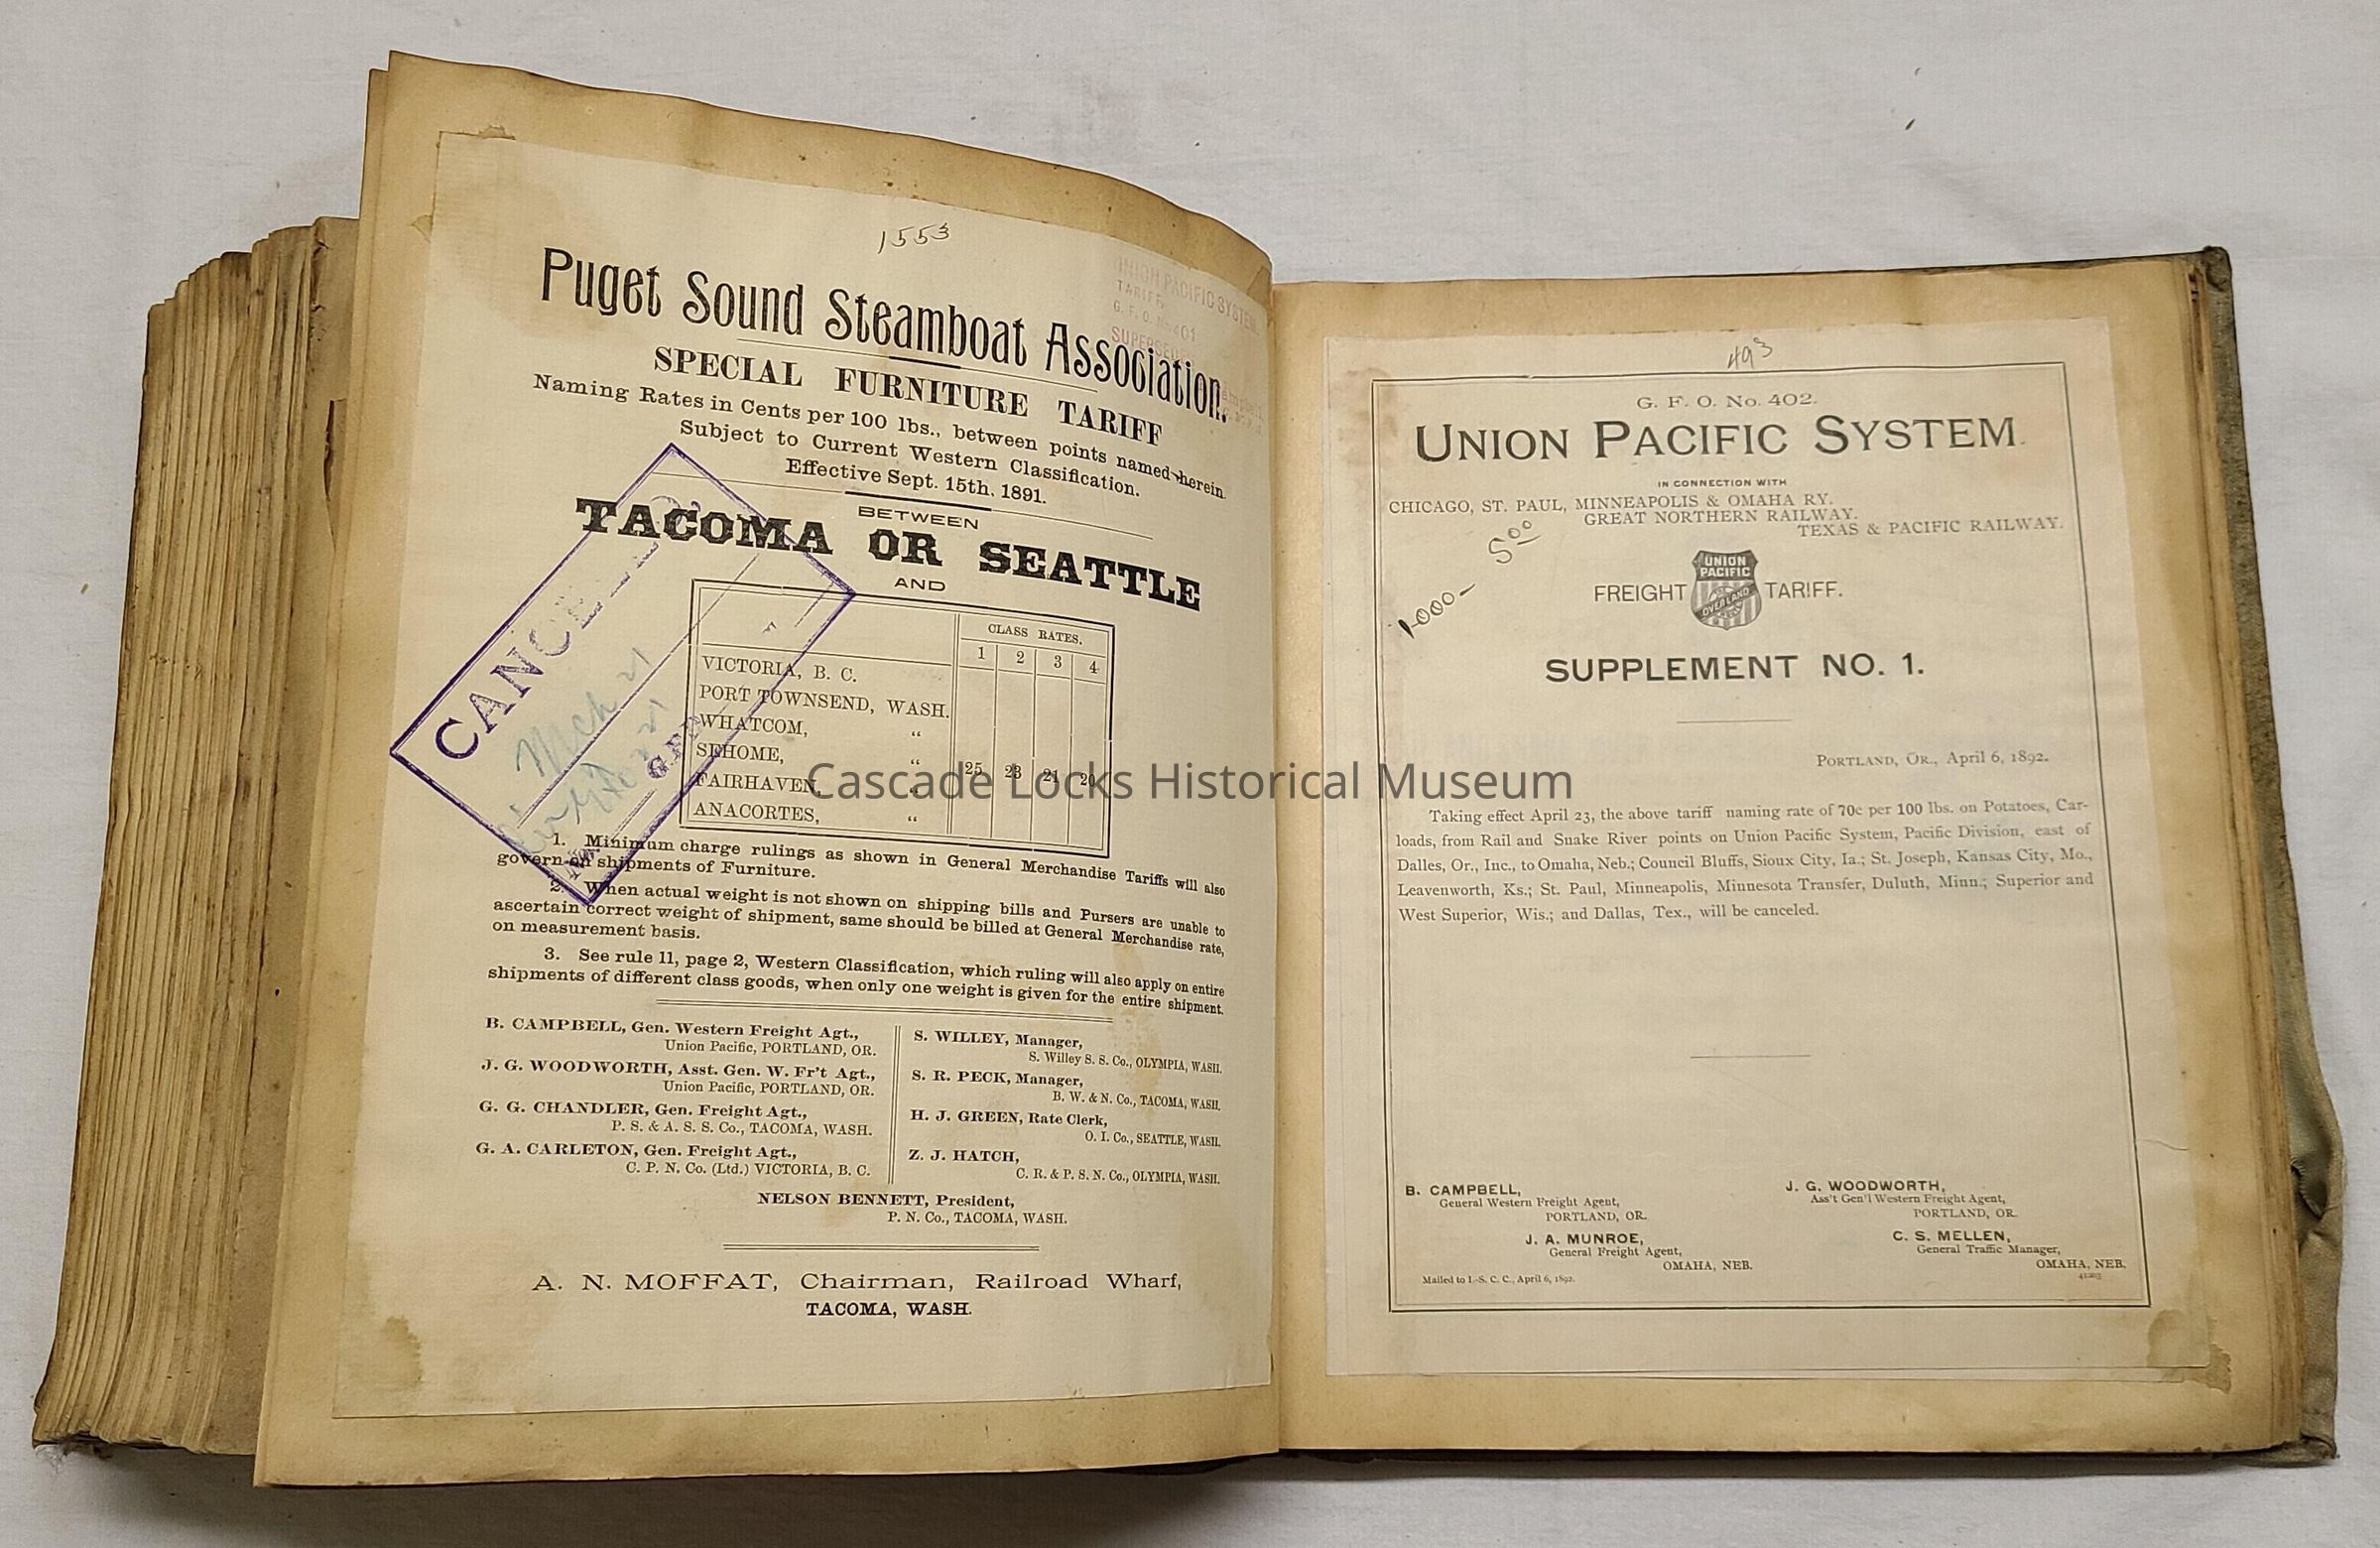 1553
Puget Sound Steamboat Association.
SPECIAL FURNITURE TARIFF
Naming Rates in Cents per 100 lbs., between points named herein.
Subject to Current Western Classification.
Effective Sept. 15th, 1891.
BETWEEN
TACOMA OR SEATTLE
AND
CLASS RATES.
1 2 3 4
VICTORIA, B. C.
PORT TOWNSEND, WASH.
WHATCOM, “
SEHOME, “
FAIRHAVEN, “
ANACORTES, “
25 23 21 20
1. Minimum charge rulings as shown in General Merchandise Tariffs will also
govern on shipments of Furniture.
2. When actual weight is not shown on shipping bills and Pursers are unable to
ascertain correct weight of shipment, same should be billed at General Merchandise rate,
on measurement basis.
3. See rule 11, page 2, Western Classification, which ruling will also apply on entire
shipments of different class goods, when only one weight is given for the entire shipment.
B. CAMPBELL, Gen. Western Freight Agt.,
Union Pacific, PORTLAND, OR.
J. G. WOODWORTH, Asst. Gen. W. Fr't Agt.,
Union Pacific, PORTLAND, OR.
G. G. CHANDLER, Gen. Freight Agt.,
P. S. & A. S. S. Co., TACOMA, WASH.
G. A. CARLETON, Gen. Freight Agt.,
C. P. N. Co. (Ltd.) VICTORIA, B. C.
S. WILLEY, Manager,
S. Willey S. S. Co., OLYMPIA, WASH.
S. R. PECK, Manager,
B. W. & N. Co., TACOMA, WASH.
H. J. GREEN, Rate Clerk,
O. I. Co., SEATTLE, WASH.
Z. J. HATCH,
C. R. & P. S. N. Co., OLYMPIA, WASH.
NELSON BENNETT, President,
P. N. Co., TACOMA, WASH.
A. N. MOFFAT, Chairman, Railroad Wharf,
TACOMA, WASH.
UNION PACIFIC SYSTEM
TARIFF
G. F. O. No. 401
Mch 21
G.F.D.
No.
Cascade Locks Historical Museum
493
G. F. O. No. 402.
UNION PACIFIC SYSTEM.
IN CONNECTION WITH
CHICAGO, ST. PAUL, MINNEAPOLIS & OMAHA RY.
GREAT NORTHERN RAILWAY.
TEXAS & PACIFIC RAILWAY.
1000- 500
FREIGHT TARIFF.
UNION
PACIFIC
OVERLAND
SUPPLEMENT NO. 1.
PORTLAND, OR., April 6, 1892.
Taking effect April 23, the above tariff naming rate of 70c per 100 lbs. on Potatoes, Car-
loads, from Rail and Snake River points on Union Pacific System, Pacific Division, east of
Dalles, Or., Inc., to Omaha, Neb.; Council Bluffs, Sioux City, Ia.; St. Joseph, Kansas City, Mo.,
Leavenworth, Ks.; St. Paul, Minneapolis, Minnesota Transfer, Duluth, Minn.; Superior and
West Superior, Wis.; and Dallas, Tex., will be canceled.
B. CAMPBELL,
General Western Freight Agent,
PORTLAND, OR.
J. G. WOODWORTH,
Ass't Gen'l Western Freight Agent,
PORTLAND, OR.
J. A. MUNROE,
General Freight Agent,
OMAHA, NEB.
C. S. MELLEN,
General Traffic Manager,
OMAHA, NEB.
Mailed to I.-S. C. C., April 6, 1892.